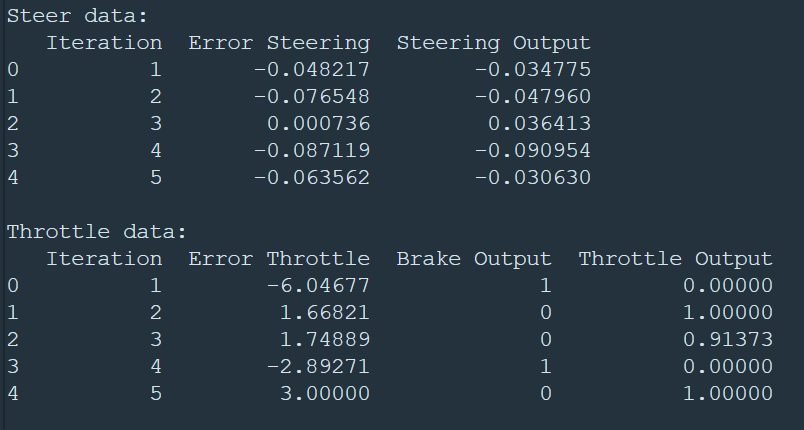 Steer data:
   Iteration  Error Steering  Steering Output
0          1       -0.048217        -0.034775
1          2       -0.076548        -0.047960
2          3        0.000736         0.036413
3          4       -0.087119        -0.090954
4          5       -0.063562        -0.030630

Throttle data:
   Iteration  Error Throttle  Brake Output  Throttle Output
0          1        -6.04677             1          0.00000
1          2         1.66821             0          1.00000
2          3         1.74889             0          0.91373
3          4        -2.89271             1          0.00000
4          5         3.00000             0          1.00000